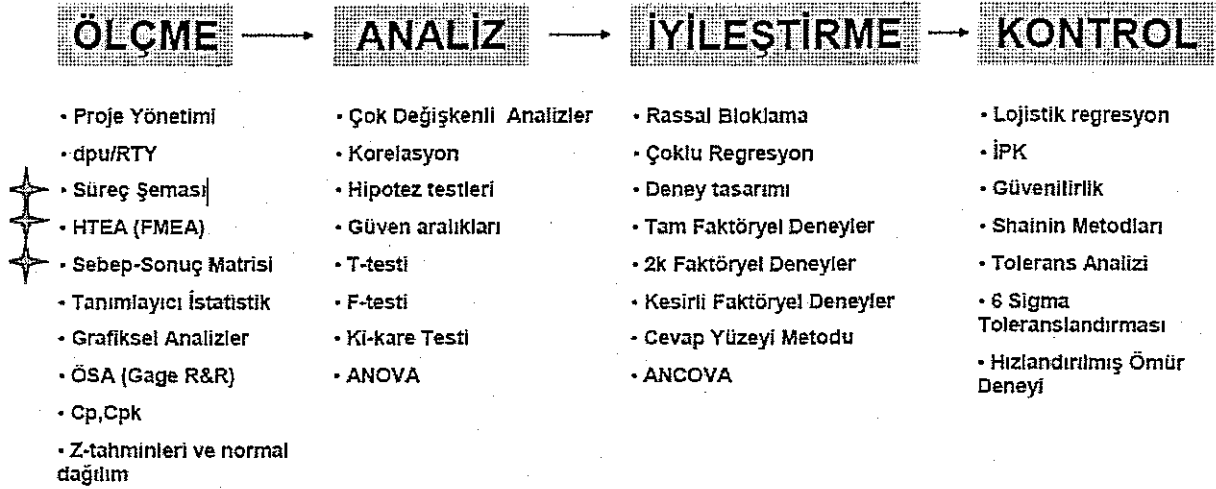 ÖLÇME
ANALİZ
İYİLEŞTİRME
KONTROL
• Proje Yönetimi
• dpu/RTY
• Süreç Şeması
• HTEA (FMEA)
• Sebep-Sonuç Matrisi
• Tanımlayıcı İstatistik
• Grafiksel Analizler
• ÖSA (Gage R&R)
• Cp,Cpk
• Z-tahminleri ve normal
dağılım
• Çok Değişkenli Analizler
• Korelasyon
• Hipotez testleri
• Güven aralıkları
• T-testi
• F-testi
• Ki-kare Testi
• ANOVA
• Rassal Bloklama
• Çoklu Regresyon
• Deney tasarımı
• Tam Faktöryel Deneyler
• 2k Faktöryel Deneyler
• Kesirli Faktöryel Deneyler
• Cevap Yüzeyi Metodu
• ANCOVA
• Lojistik regresyon
• İPK
• Güvenilirlik
• Shainin Metodları
• Tolerans Analizi
• 6 Sigma
Toleranslandırması
• Hızlandırılmış Ömür
Deneyi